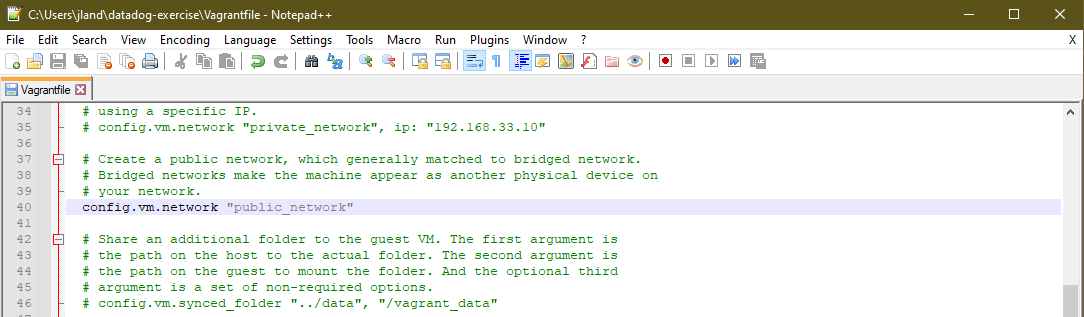 C:\Users\jland\datadog-exercise\Vagrantfile - Notepad++
File Edit Search View Encoding Language Settings Tools Macro Run Plugins Window ? X
Vagrantfile
34 # using a specific IP.
35 # config.vm.network "private_network", ip: "192.168.33.10"
36
37 # Create a public network, which generally matched to bridged network.
38 # Bridged networks make the machine appear as another physical device on
39 # your network.
40 config.vm.network "public_network"
41
42 # Share an additional folder to the guest VM. The first argument is
43 # the path on the host to the actual folder. The second argument is
44 # the path on the guest to mount the folder. And the optional third
45 # argument is a set of non-required options.
46 # config.vm.synced_folder "../data", "/vagrant_data"